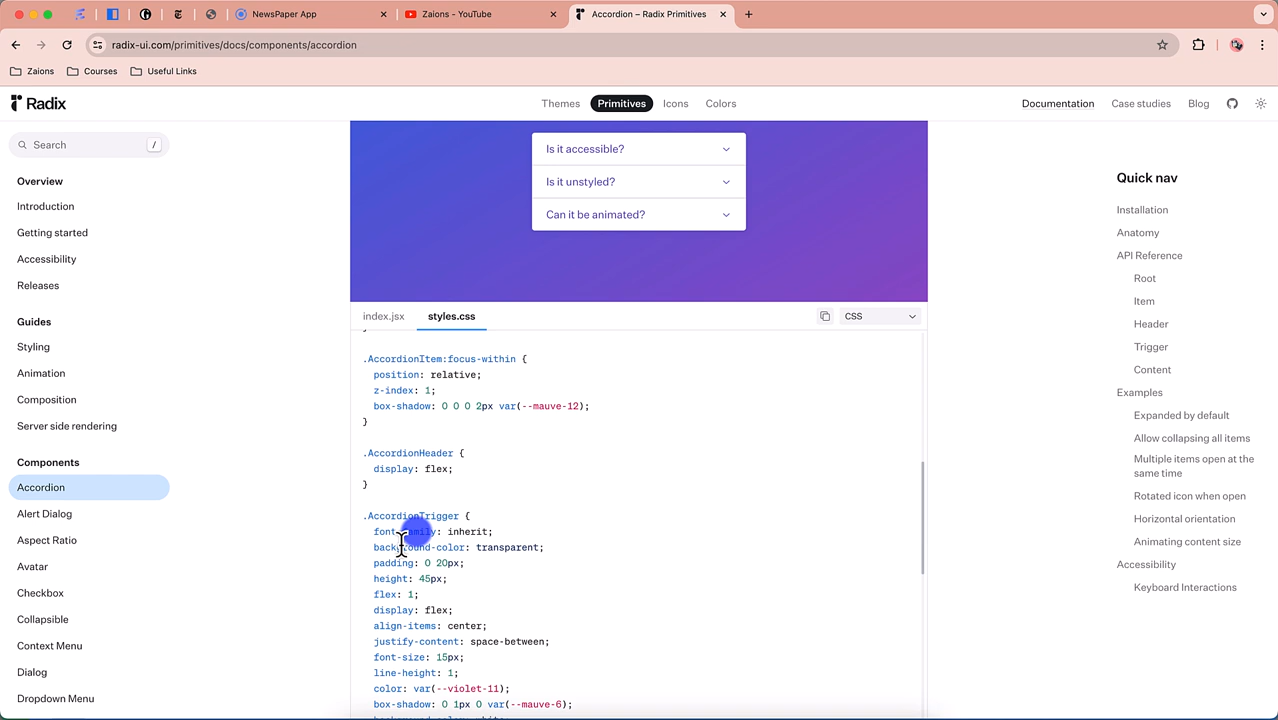 NewsPaper App
Zaions - YouTube
Accordion – Radix Primitives
radix-ui.com/primitives/docs/components/accordion
Zaions
Courses
Useful Links
Radix
Themes
Primitives
Icons
Colors
Documentation
Case studies
Blog
Search
/
Overview
Introduction
Getting started
Accessibility
Releases
Guides
Styling
Animation
Composition
Server side rendering
Components
Accordion
Alert Dialog
Aspect Ratio
Avatar
Checkbox
Collapsible
Context Menu
Dialog
Dropdown Menu
Is it accessible?
Is it unstyled?
Can it be animated?
index.jsx
styles.css
CSS
}
.AccordionItem:focus-within {
position: relative;
z-index: 1;
box-shadow: 0 0 0 2px var(--mauve-12);
}
.AccordionHeader {
display: flex;
}
.AccordionTrigger {
font-family: inherit;
background-color: transparent;
padding: 0 20px;
height: 45px;
flex: 1;
display: flex;
align-items: center;
justify-content: space-between;
font-size: 15px;
line-height: 1;
color: var(--violet-11);
box-shadow: 0 1px 0 var(--mauve-6);
Quick nav
Installation
Anatomy
API Reference
Root
Item
Header
Trigger
Content
Examples
Expanded by default
Allow collapsing all items
Multiple items open at the
same time
Rotated icon when open
Horizontal orientation
Animating content size
Accessibility
Keyboard Interactions